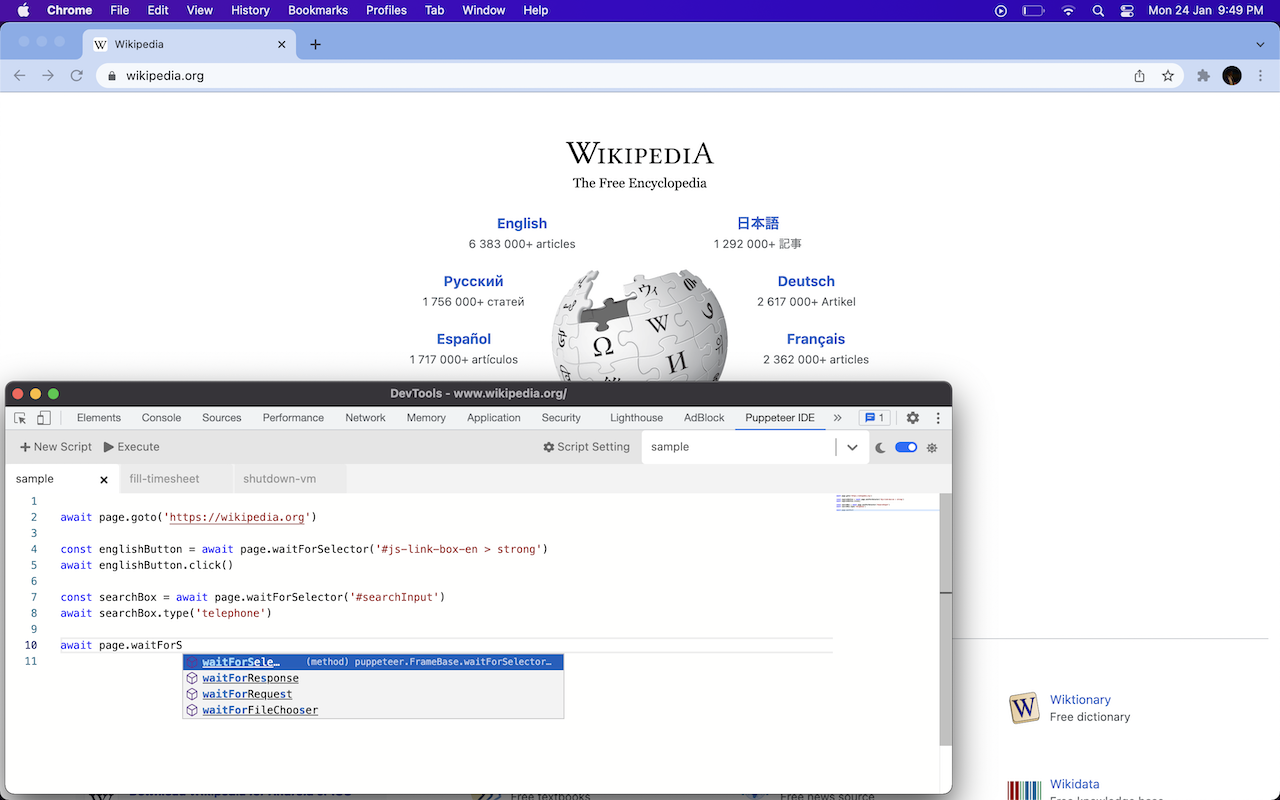 Chrome File Edit View History Bookmarks Profiles Tab Window Help Mon 24 Jan 9:49 PM
W Wikipedia
wikipedia.org
WIKIPEDIA
The Free Encyclopedia
English 日本語
6 383 000+ articles 1 292 000+ 記事
Русский Deutsch
1 756 000+ статей 2 617 000+ Artikel
Español Français
1 717 000+ artículos 2 362 000+ articles
Ω W И
DevTools - www.wikipedia.org/
Elements Console Sources Performance Network Memory Application Security Lighthouse AdBlock Puppeteer IDE » 1
New Script Execute Script Setting sample
sample fill-timesheet shutdown-vm
1
2 await page.goto('https://wikipedia.org')
3
4 const englishButton = await page.waitForSelector('#js-link-box-en > strong')
5 await englishButton.click()
6
7 const searchBox = await page.waitForSelector('#searchInput')
8 await searchBox.type('telephone')
9
10 await page.waitForS
11
waitForSele… (method) puppeteer.FrameBase.waitForSelector…
waitForResponse
waitForRequest
waitForFileChooser
W Wiktionary
Free dictionary
Wikidata